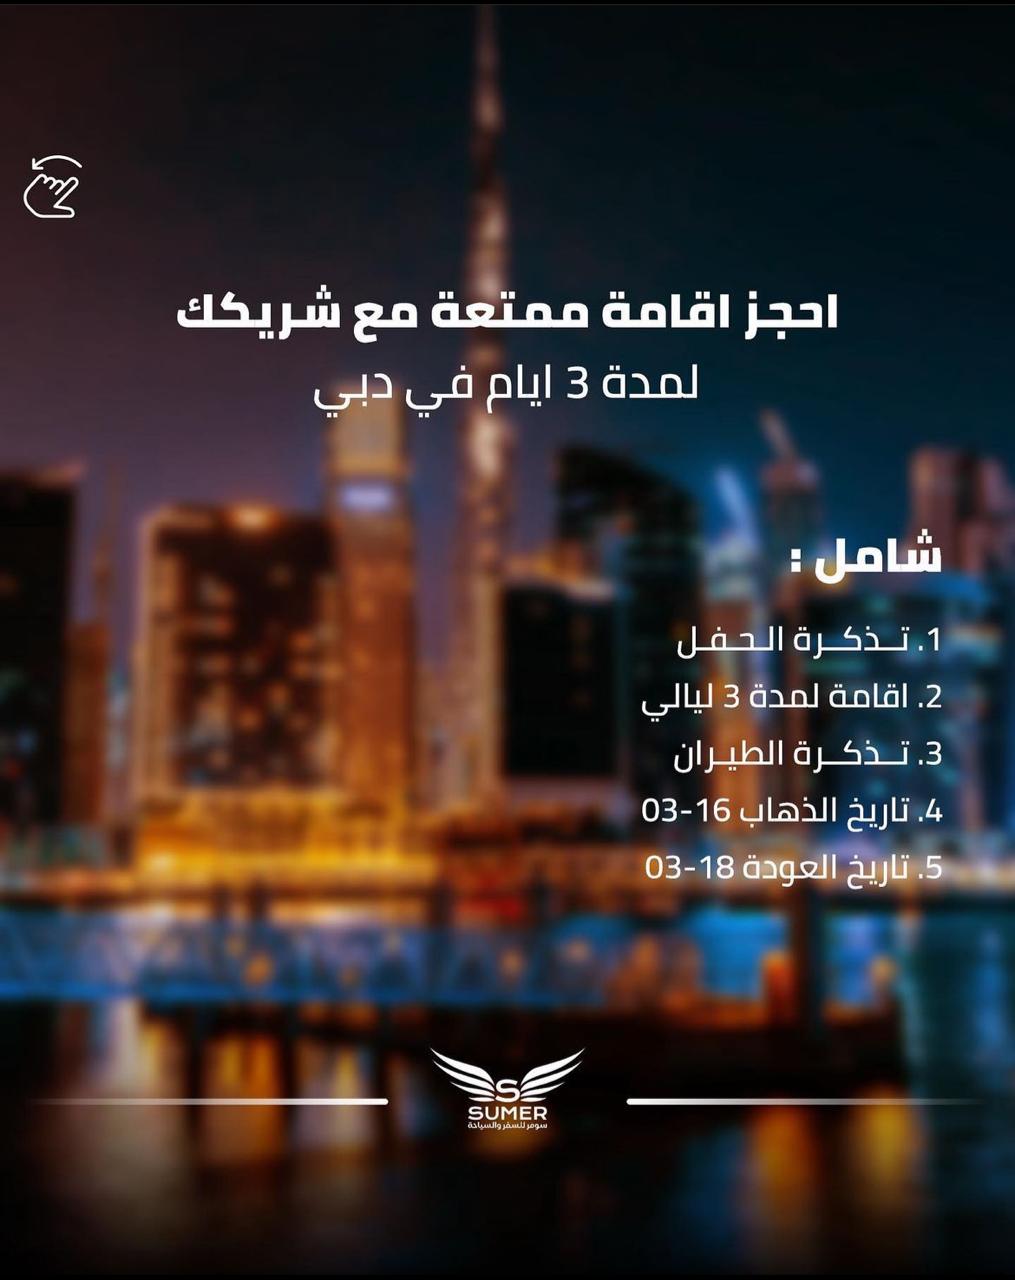 احجز اقامة ممتعة مع شريكك
لمدة 3 ايام في دبي
شامل :
1. تـذكـرة الـحـفـل
2. اقامة لمدة 3 ليالي
3. تـذكـرة الطيـران
4. تاريخ الذهاب 16-03
5. تاريخ العودة 18-03
S
SUMER
سومر للسفر والسياحة